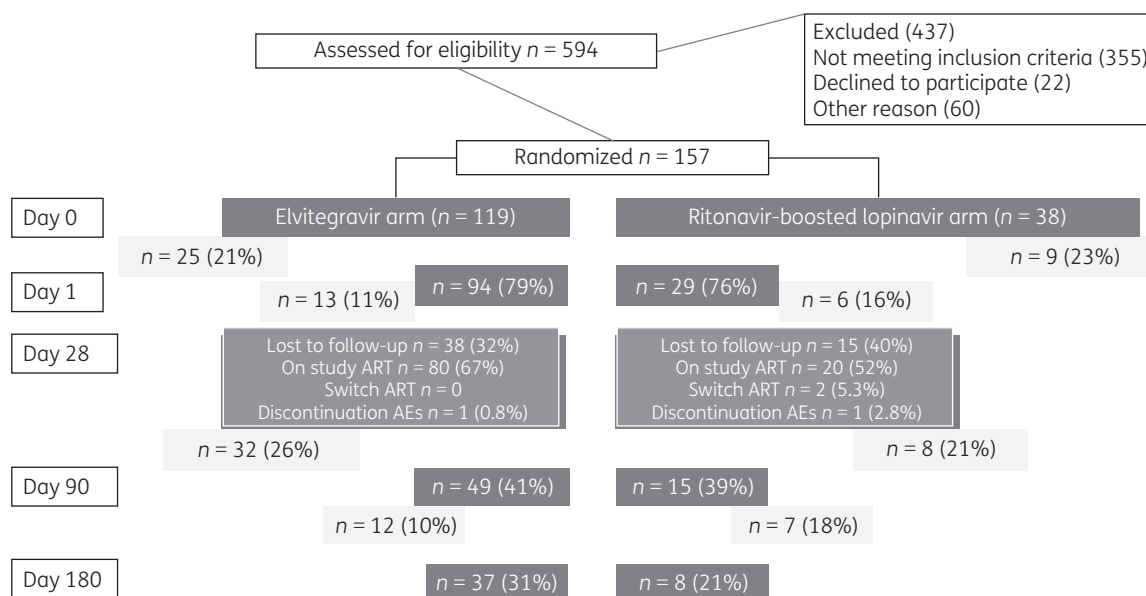 Assessed for eligibility n = 594
Excluded (437)
Not meeting inclusion criteria (355)
Declined to participate (22)
Other reason (60)
Randomized n = 157
Day 0
Elvitegravir arm (n = 119)
Ritonavir-boosted lopinavir arm (n = 38)
n = 25 (21%)
n = 9 (23%)
Day 1
n = 94 (79%)
n = 29 (76%)
n = 13 (11%)
n = 6 (16%)
Day 28
Lost to follow-up n = 38 (32%)
On study ART n = 80 (67%)
Switch ART n = 0
Discontinuation AEs n = 1 (0.8%)
Lost to follow-up n = 15 (40%)
On study ART n = 20 (52%)
Switch ART n = 2 (5.3%)
Discontinuation AEs n = 1 (2.8%)
n = 32 (26%)
n = 8 (21%)
Day 90
n = 49 (41%)
n = 15 (39%)
n = 12 (10%)
n = 7 (18%)
Day 180
n = 37 (31%)
n = 8 (21%)